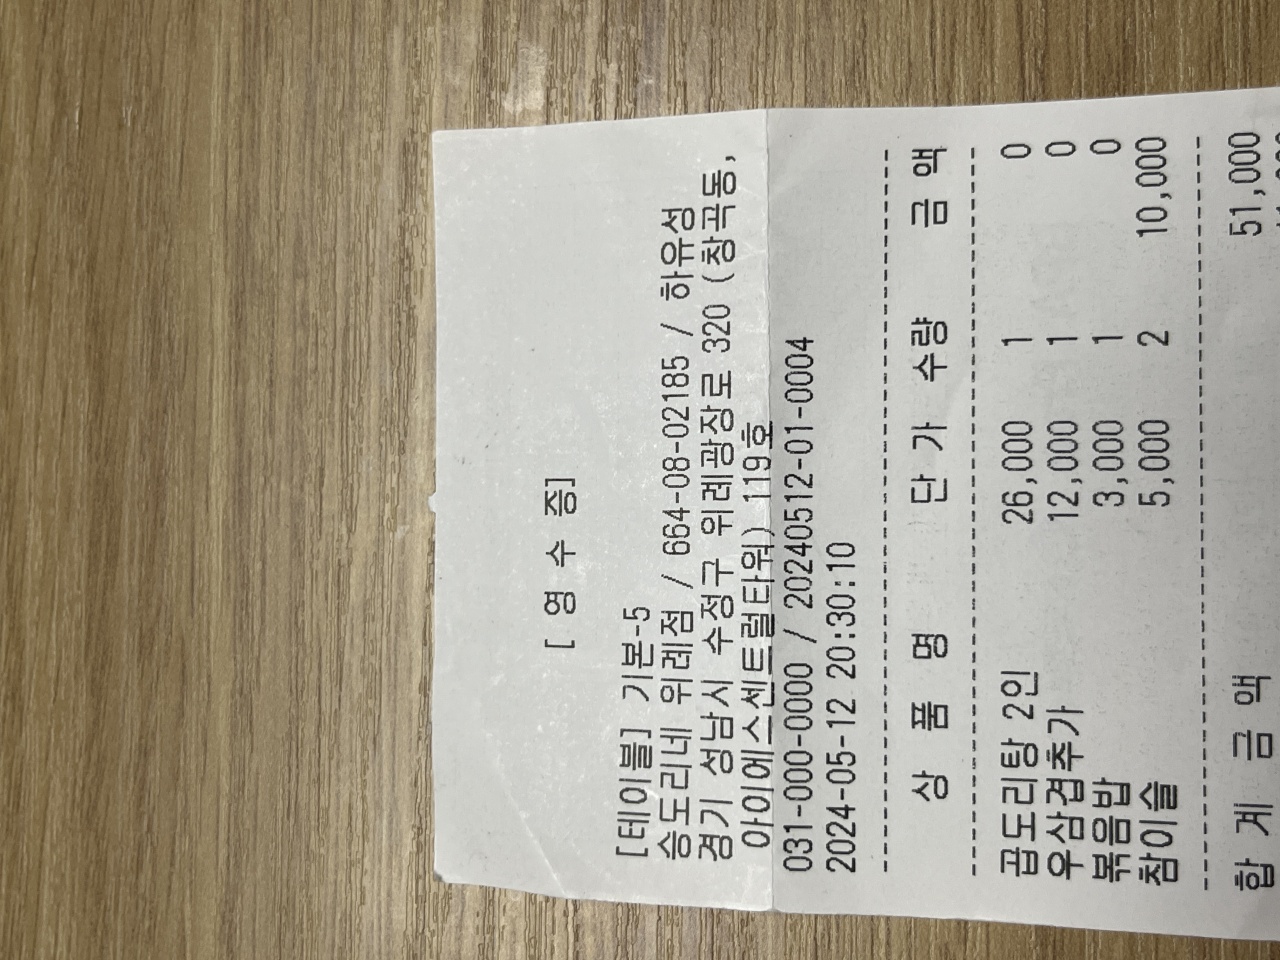 [ 영 수 증]
[테이블] 기본-5
승도리네 위례점 / 664-08-02185 / 하유성
경기 성남시 수정구 위례광장로 320 (창곡동,
아이에스센트럴타워) 119호
031-000-0000 / 20240512-01-0004
2024-05-12 20:30:10
상 품 명 단 가 수량 금 액
곱도리탕 2인 26,000 1 0
우삼겹추가 12,000 1 0
볶음밥 3,000 1 0
참이슬 5,000 2 10,000
합 계 금 액 51,000